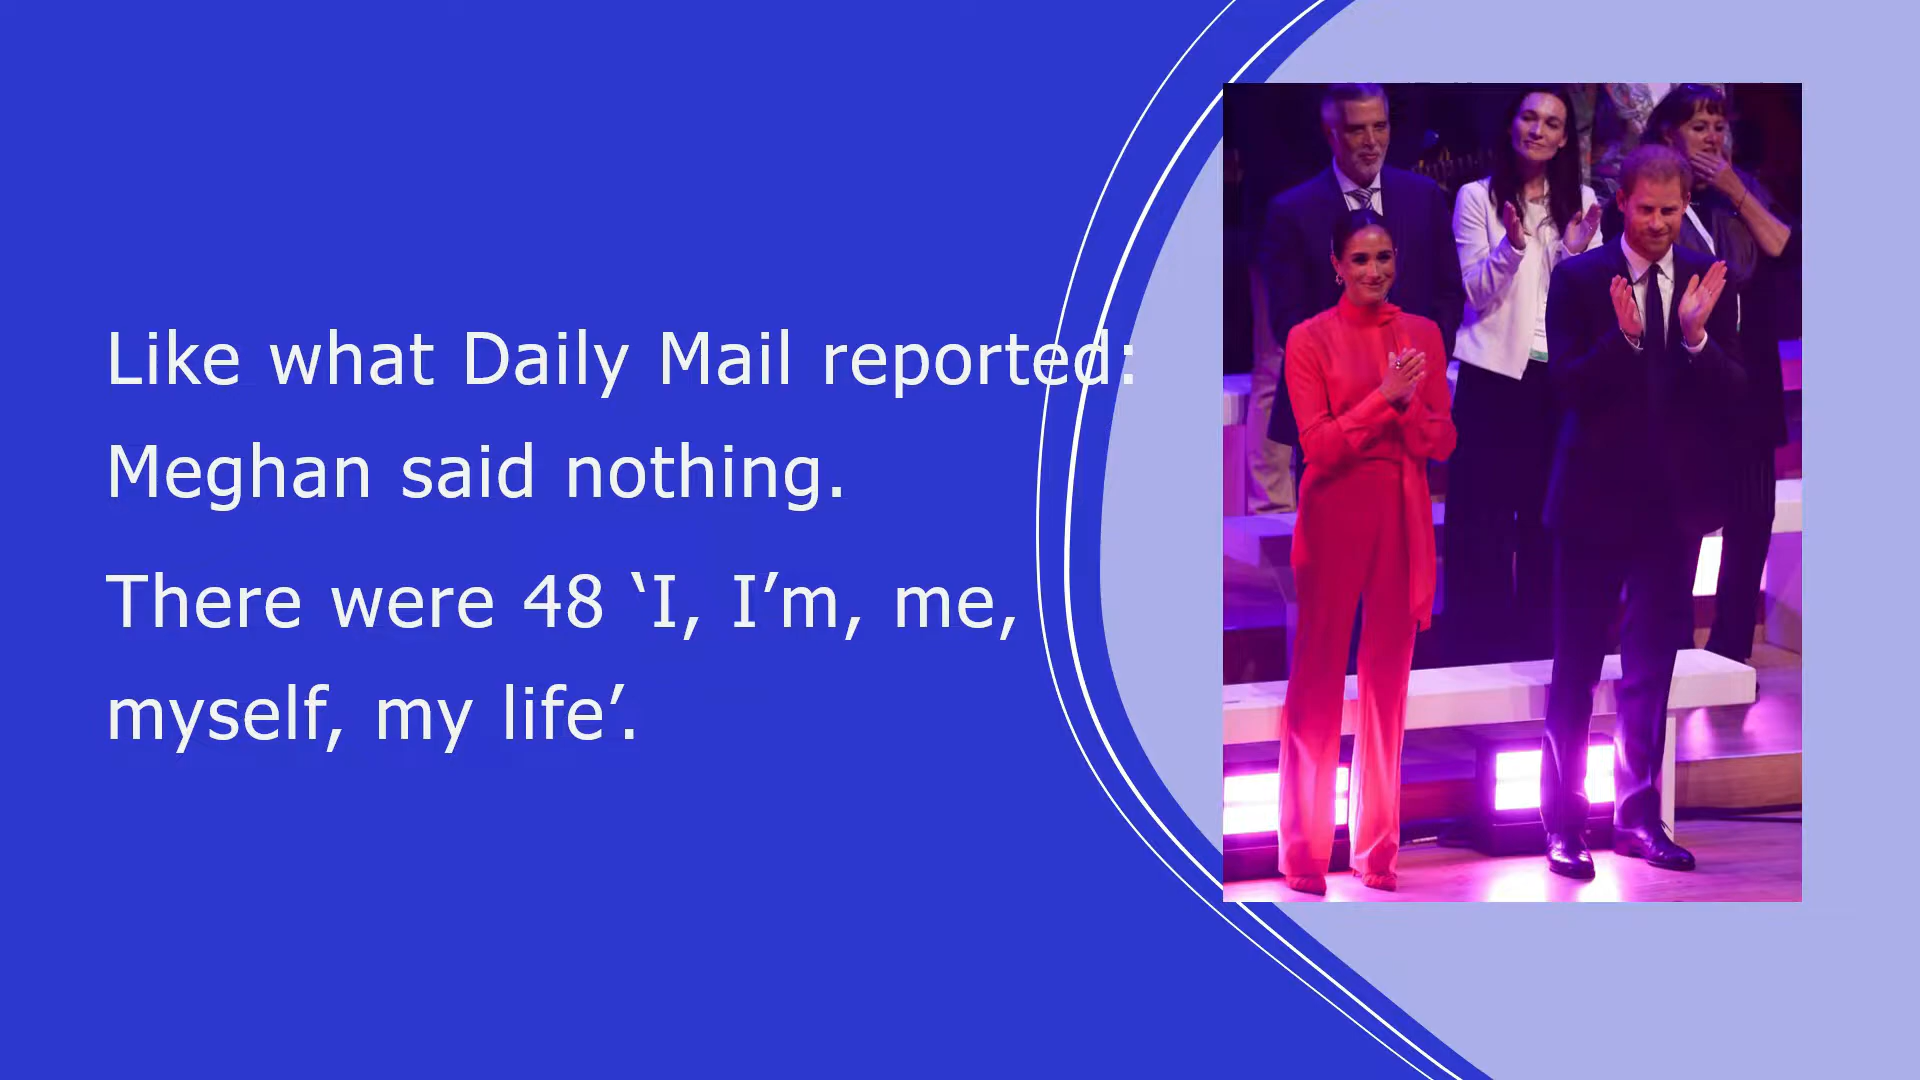 Like what Daily Mail reported:
Meghan said nothing.
There were 48 ‘I, I’m, me,
myself, my life’.